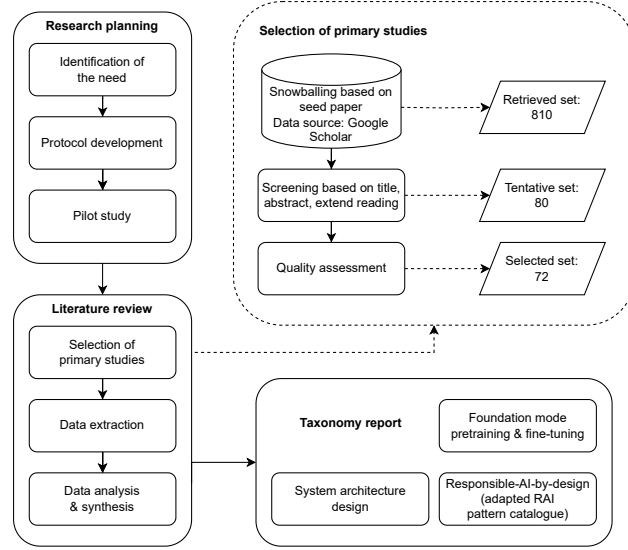 Research planning
Identification of
the need
Protocol development
Pilot study
Literature review
Selection of
primary studies
Data extraction
Data analysis
& synthesis
Selection of primary studies
Snowballing based on
seed paper
Data source: Google
Scholar
Retrieved set:
810
Screening based on title,
abstract, extend reading
Tentative set:
80
Quality assessment
Selected set:
72
Taxonomy report
Foundation mode
pretraining & fine-tuning
System architecture
design
Responsible-AI-by-design
(adapted RAI
pattern catalogue)